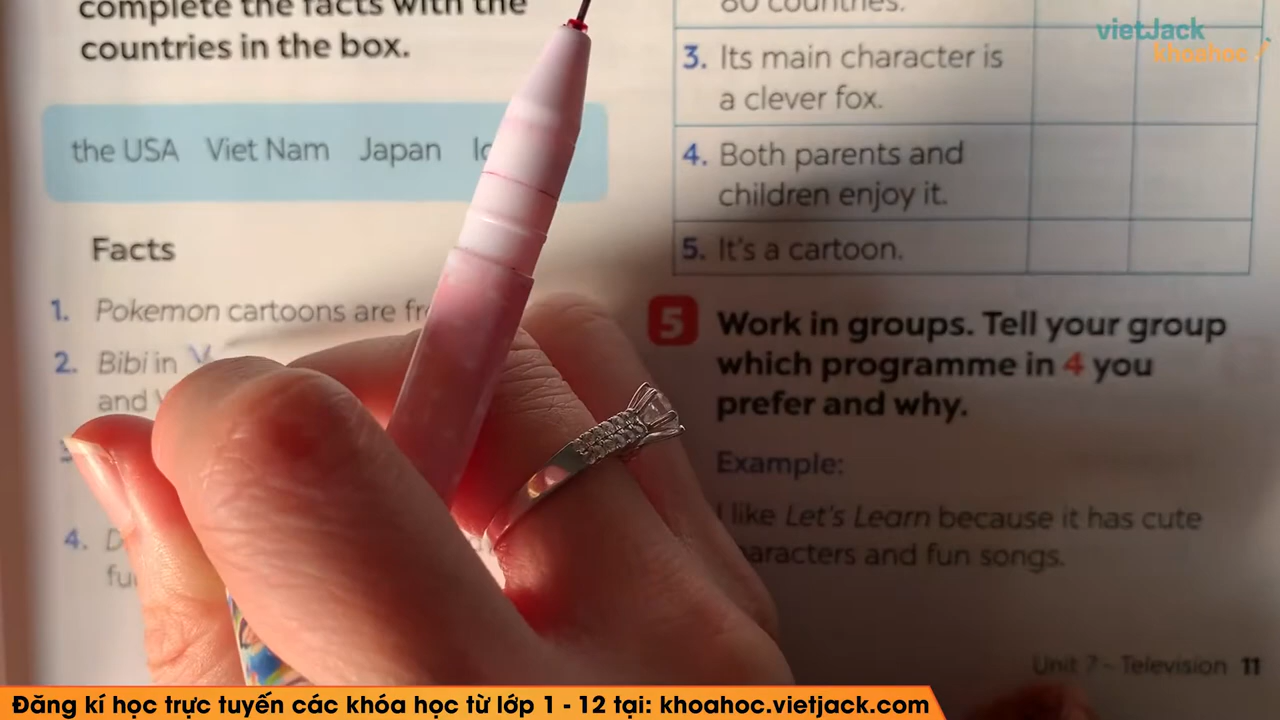 complete the facts with the
countries in the box.
the USA Viet Nam Japan
Facts
1. Pokemon cartoons are
2. Bibi in
and
4.
80 countries.
3. Its main character is
a clever fox.
4. Both parents and
children enjoy it.
5. It's a cartoon.
5 Work in groups. Tell your group
which programme in 4 you
prefer and why.
Example:
I like Let's Learn because it has cute
and fun songs.
Unit 7 - Television 11
vietJack
khoahoc
Đăng kí học trực tuyến các khóa học từ lớp 1 - 12 tại: khoahoc.vietjack.com